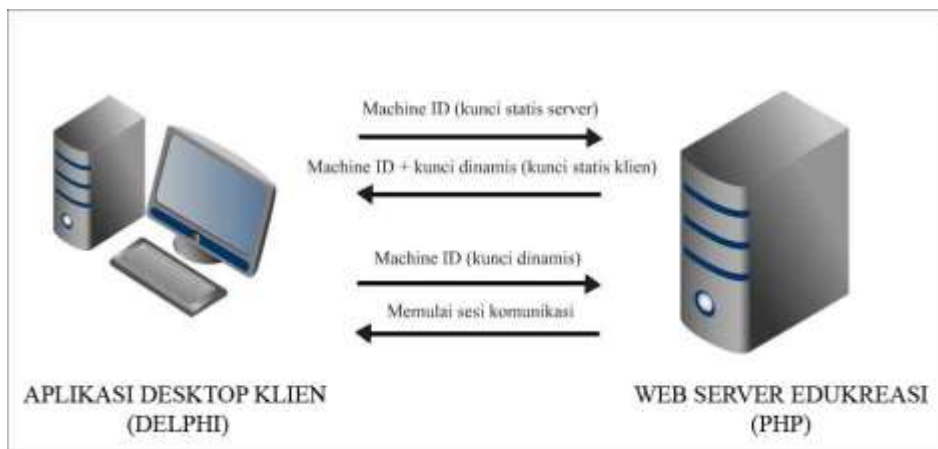 Machine ID (kunci statis server)
Machine ID + kunci dinamis (kunci statis klien)
Machine ID (kunci dinamis)
Memulai sesi komunikasi
APLIKASI DESKTOP KLIEN
(DELPHI)
WEB SERVER EDUKREASI
(PHP)